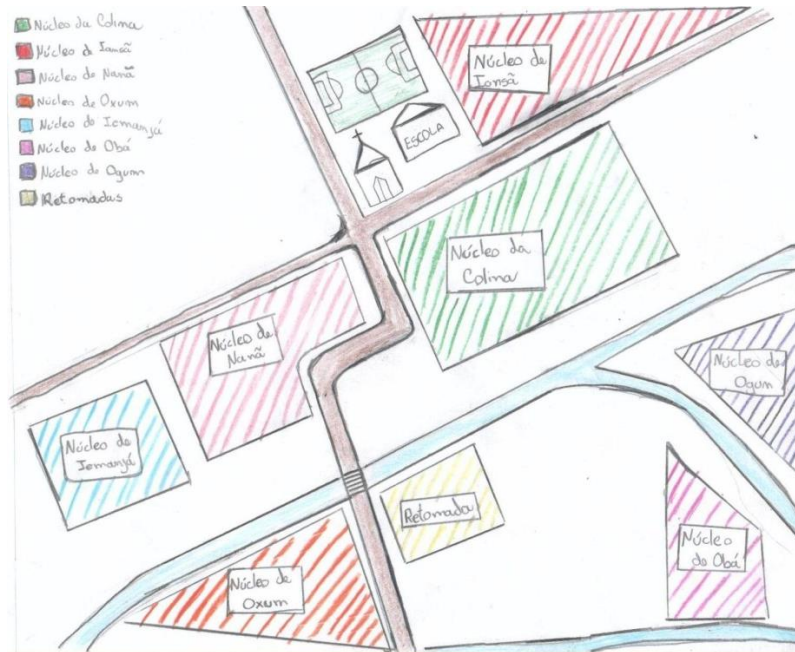 Núcleo da Colina
Núcleo de Iansã
Núcleo de Nanã
Núcleo de Oxum
Núcleo de Iemanjá
Núcleo de Obá
Núcleo de Ogum
Retomadas
Núcleo de
Iansã
ESCOLA
Núcleo da
Colina
Núcleo de
Nanã
Núcleo de
Ogum
Núcleo de
Iemanjá
Retomada
Núcleo
de Obá
Núcleo de
Oxum